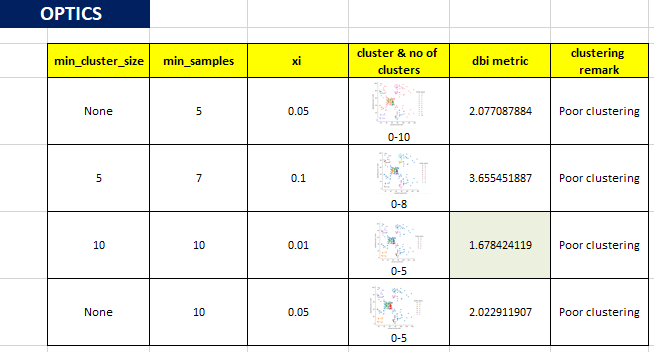 OPTICS
min_cluster_size min_samples xi cluster & no of clusters dbi metric clustering remark
None 5 0.05 0-10 2.077087884 Poor clustering
5 7 0.1 0-8 3.655451887 Poor clustering
10 10 0.01 0-5 1.678424119 Poor clustering
None 10 0.05 0-5 2.022911907 Poor clustering